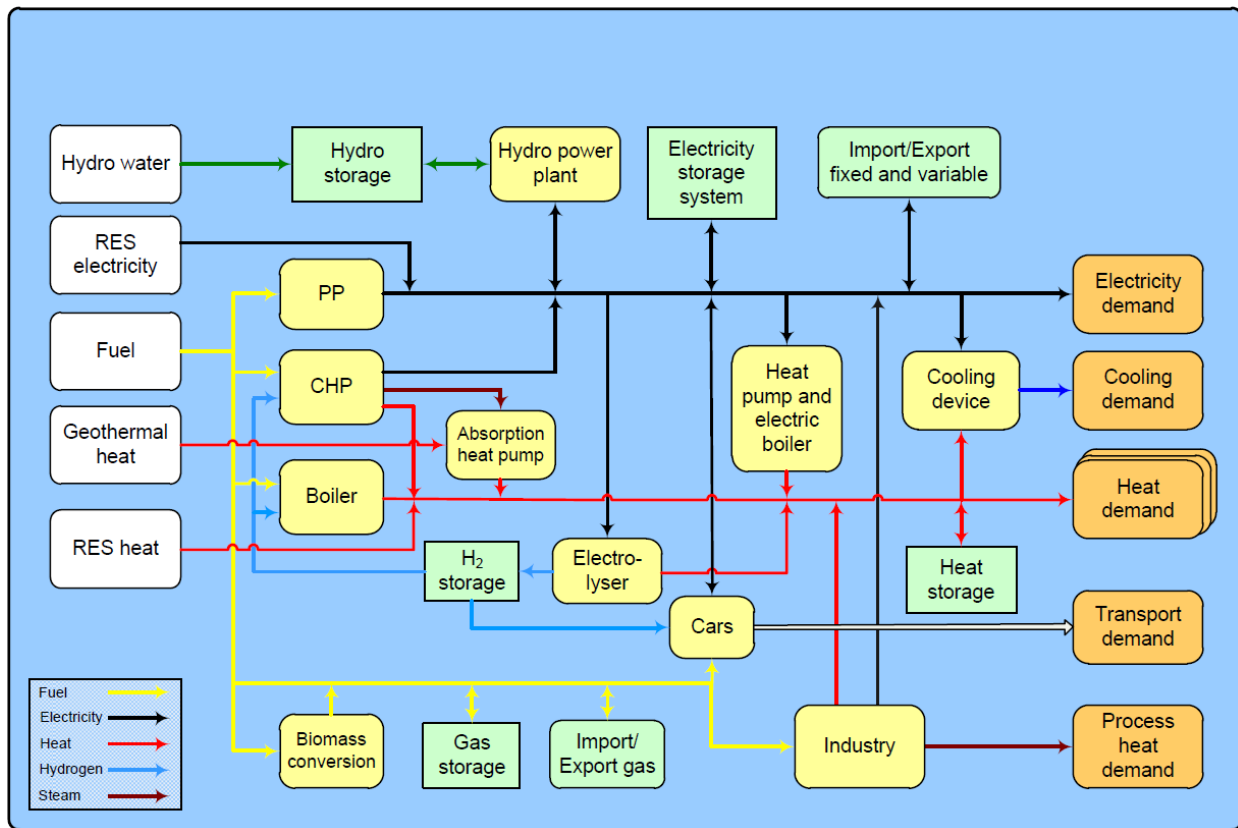 Hydro water
Hydro
storage
Hydro power
plant
Electricity
storage
system
Import/Export
fixed and variable
RES
electricity
PP
Electricity
demand
Fuel
CHP
Heat
pump and
electric
boiler
Cooling
device
Cooling
demand
Geothermal
heat
Absorption
heat pump
Boiler
Heat
demand
RES heat
H2
storage
Electro-
lyser
Heat
storage
Cars
Transport
demand
Fuel
Electricity
Heat
Hydrogen
Steam
Biomass
conversion
Gas
storage
Import/
Export gas
Industry
Process
heat
demand